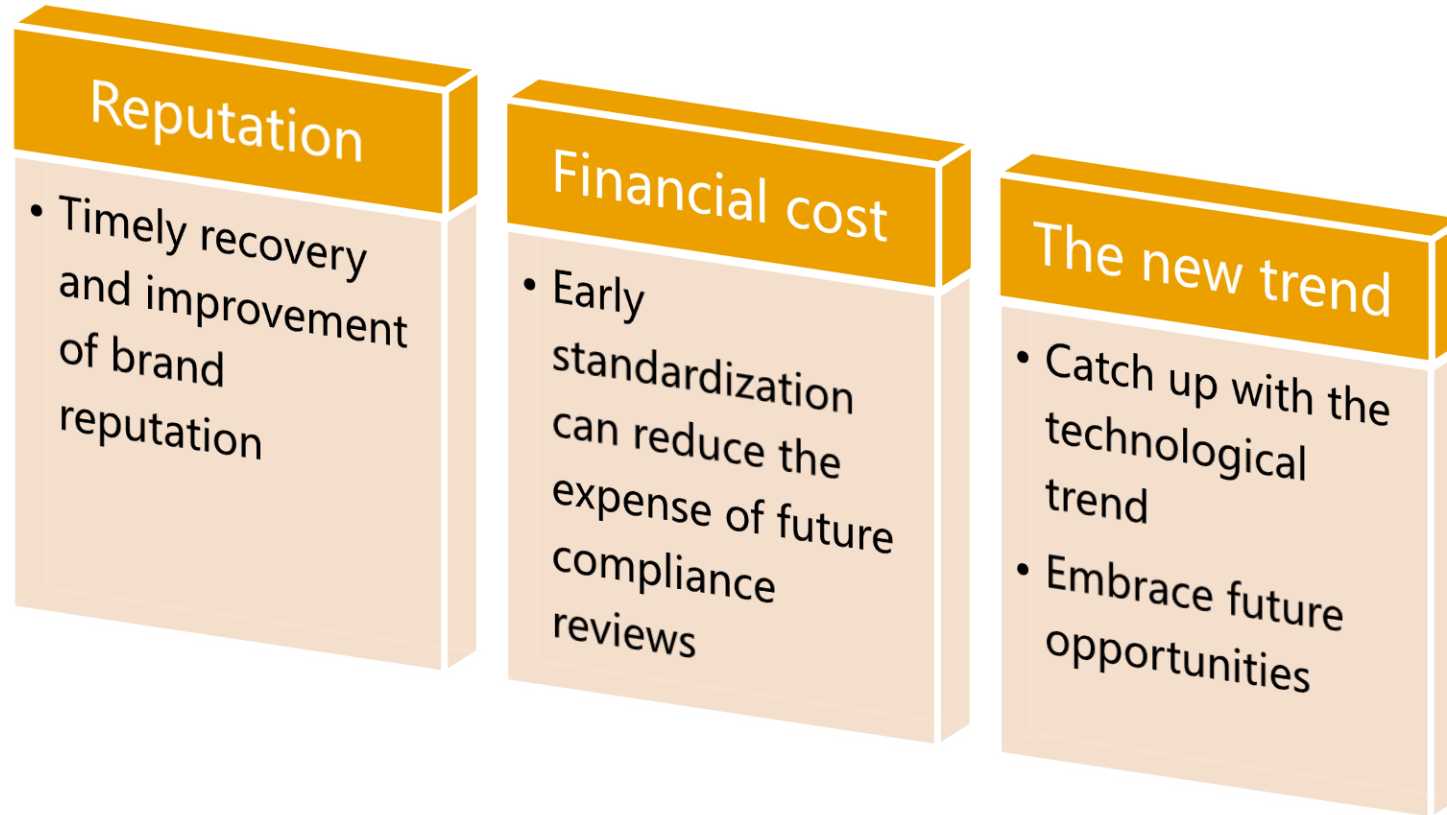 Reputation
• Timely recovery
and improvement
of brand
reputation
Financial cost
• Early
standardization
can reduce the
expense of future
compliance
reviews
The new trend
• Catch up with the
technological
trend
• Embrace future
opportunities